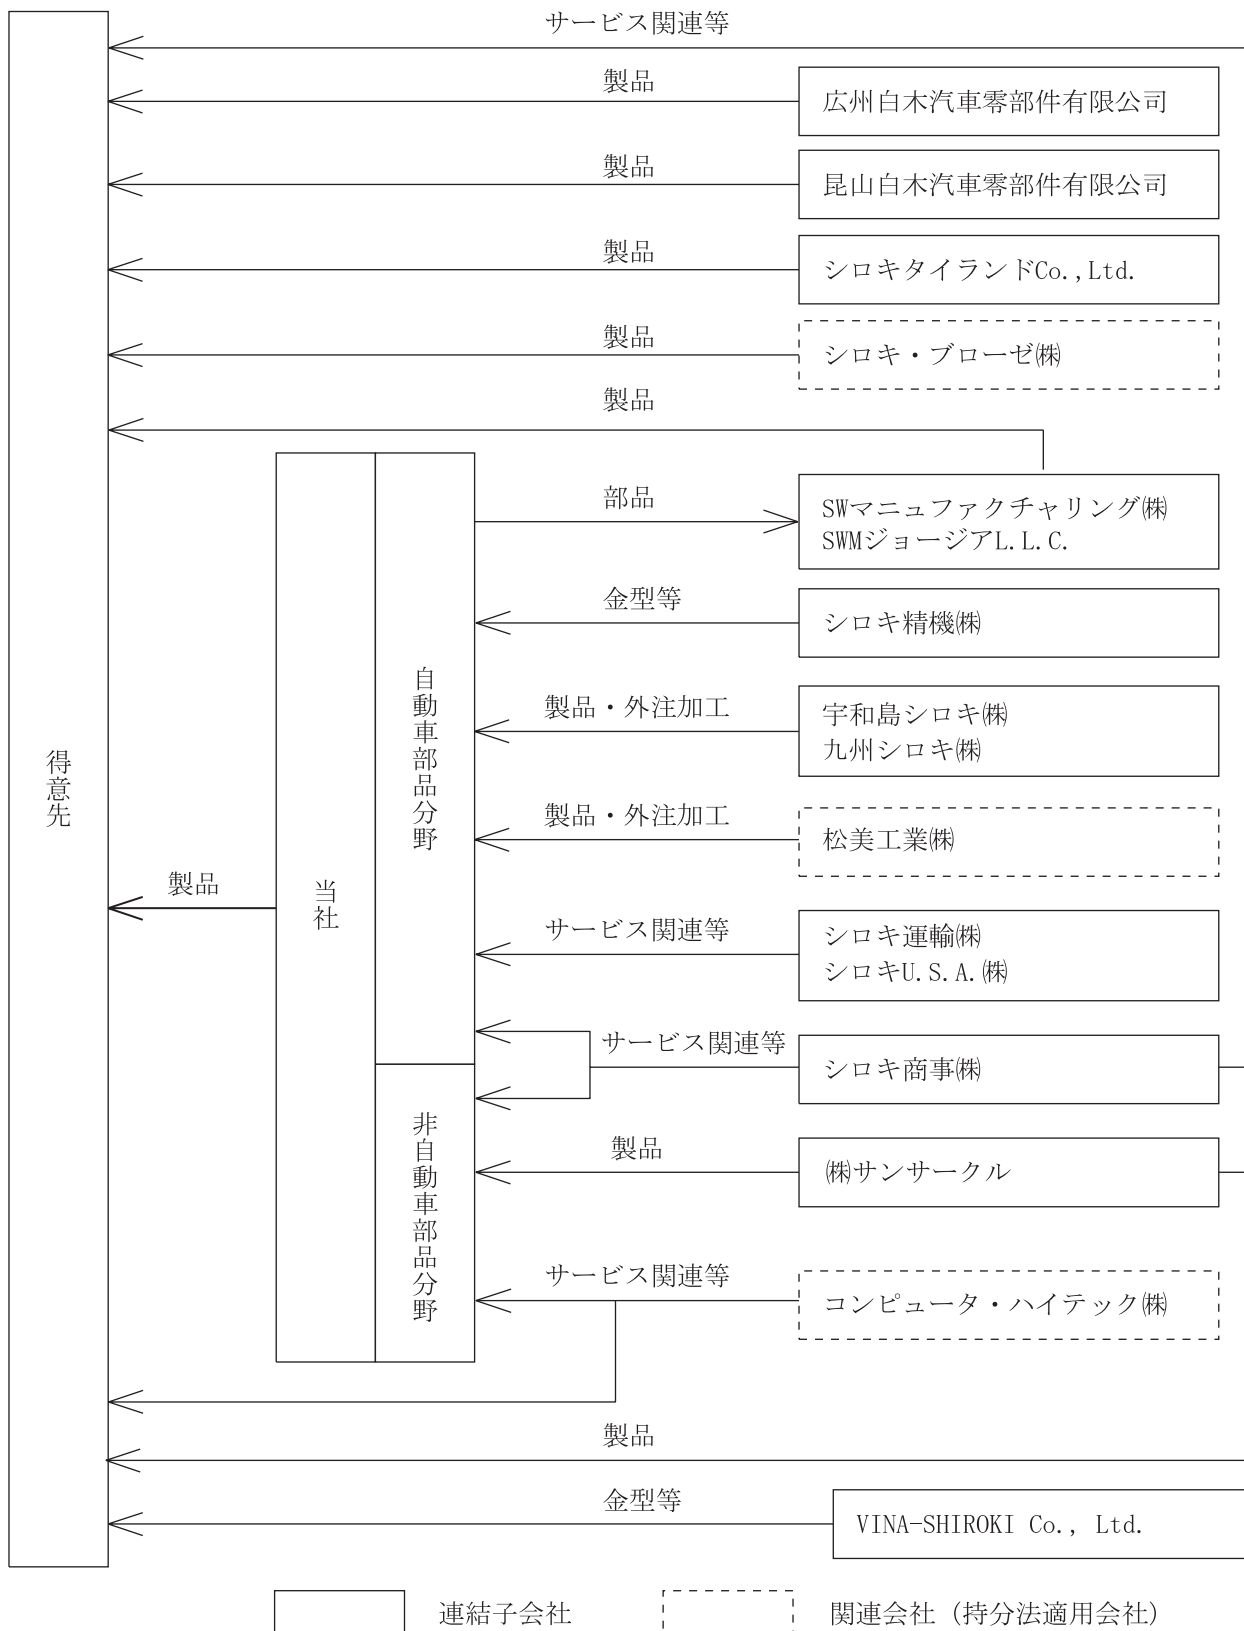 サービス関連等
製品
広州白木汽車零部件有限公司
製品
昆山白木汽車零部件有限公司
製品
シロキタイランドCo.,Ltd.
製品
シロキ・ブローゼ㈱
製品
部品
SWマニュファクチャリング㈱
SWMジョージアL.L.C.
金型等
シロキ精機㈱
自動車部品分野
製品・外注加工
宇和島シロキ㈱
九州シロキ㈱
得意先
製品・外注加工
松美工業㈱
製品
当社
サービス関連等
シロキ運輸㈱
シロキU.S.A.㈱
サービス関連等
シロキ商事㈱
非自動車部品分野
製品
㈱サンサークル
サービス関連等
コンピュータ・ハイテック㈱
製品
金型等
VINA-SHIROKI Co., Ltd.
連結子会社
関連会社（持分法適用会社）